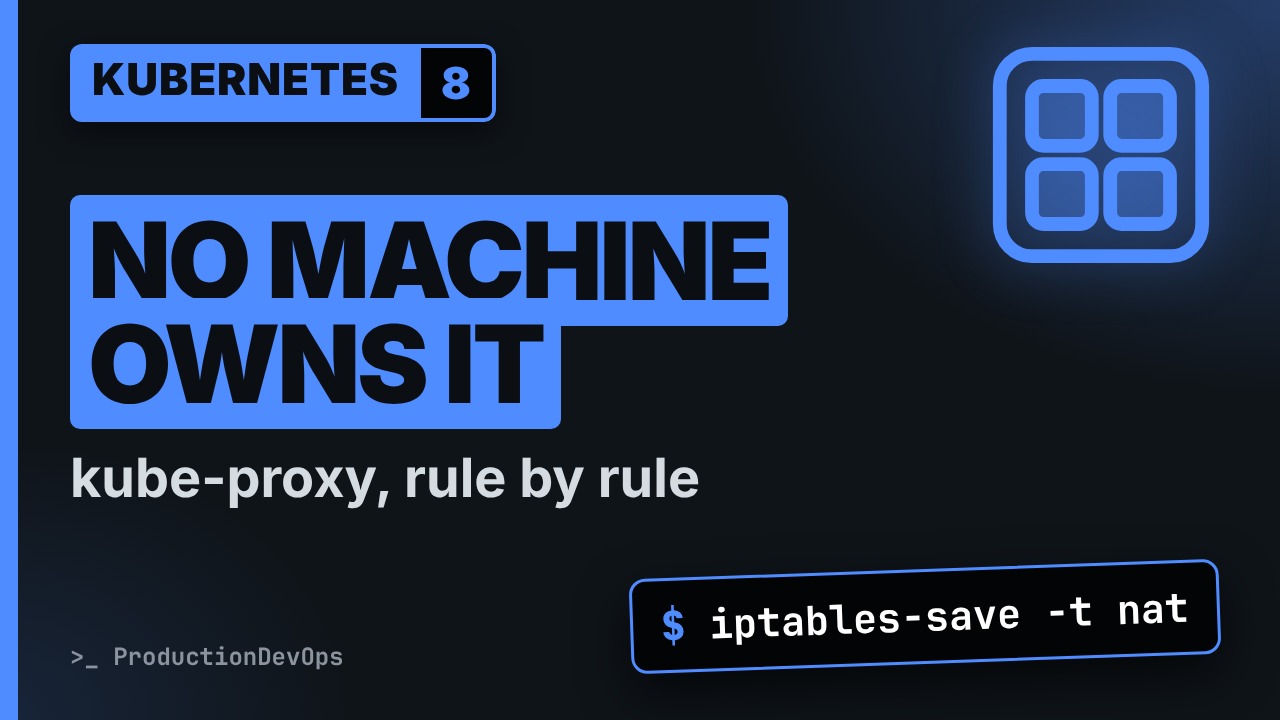 KUBERNETES 8
NO MACHINE
OWNS IT
kube-proxy, rule by rule
$ iptables-save -t nat
>_ ProductionDevOps